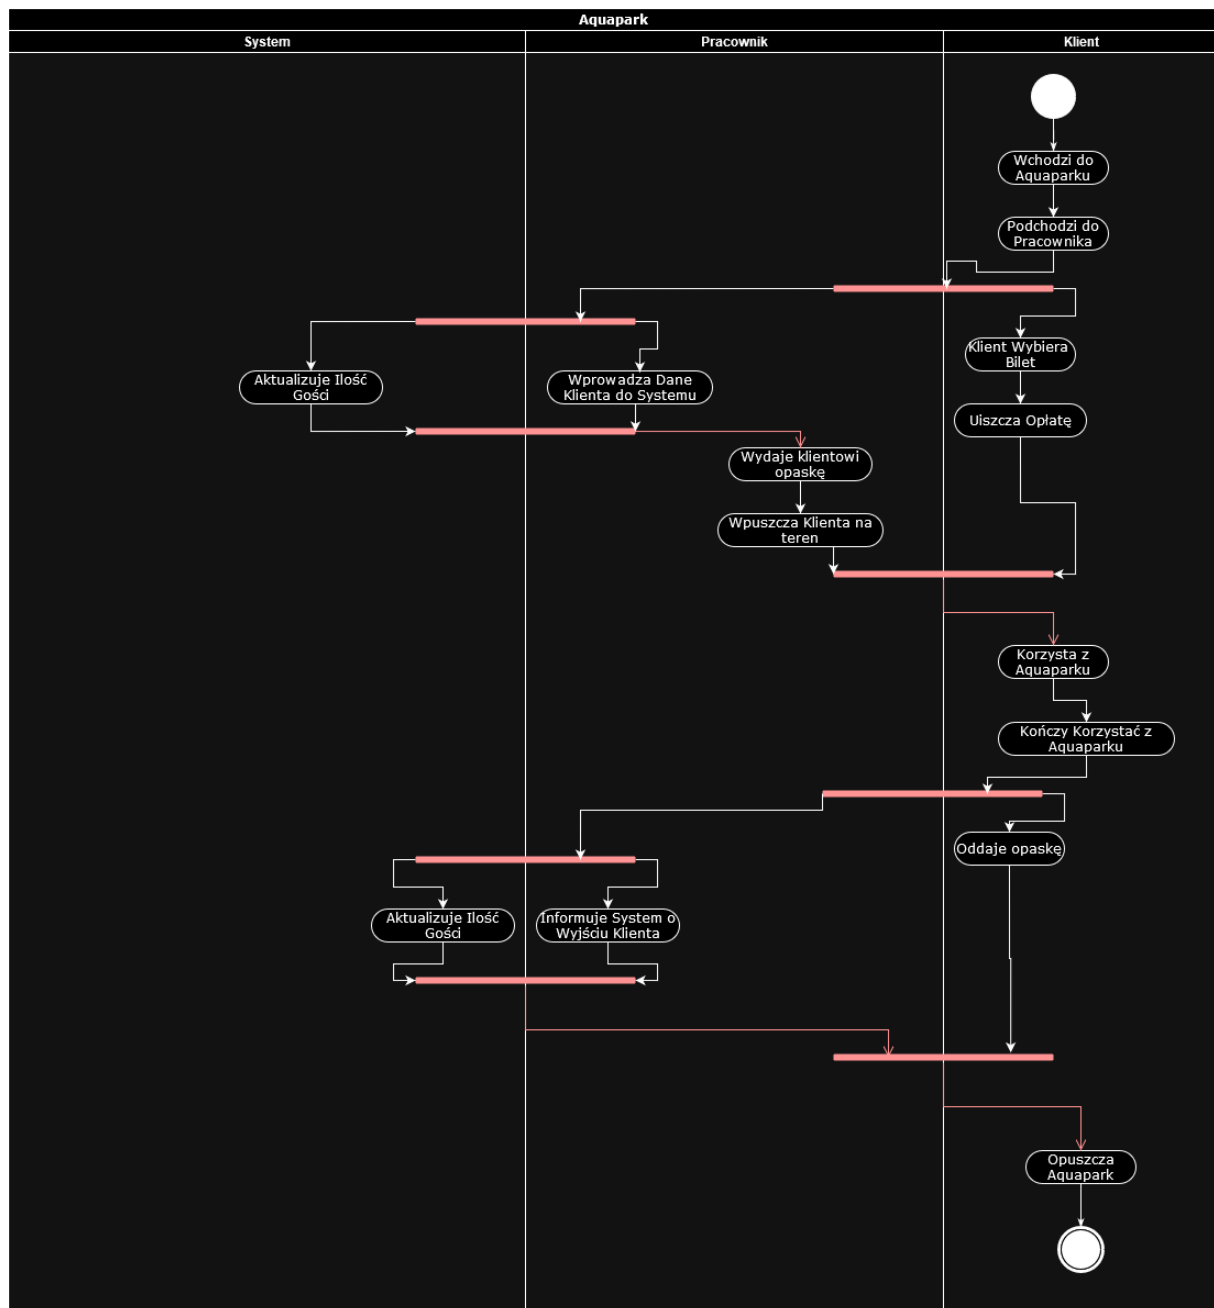 Aquapark
System
Pracownik
Klient
Wchodzi do
Aquaparku
Podchodzi do
Pracownika
Klient Wybiera
Bilet
Aktualizuje Ilość
Gości
Wprowadza Dane
Klienta do Systemu
Uiszcza Opłatę
Wydaje klientowi
opaskę
Wpuszcza Klienta na
teren
Korzysta z
Aquaparku
Kończy Korzystać z
Aquaparku
Oddaje opaskę
Aktualizuje Ilość
Gości
Informuje System o
Wyjściu Klienta
Opuszcza
Aquapark